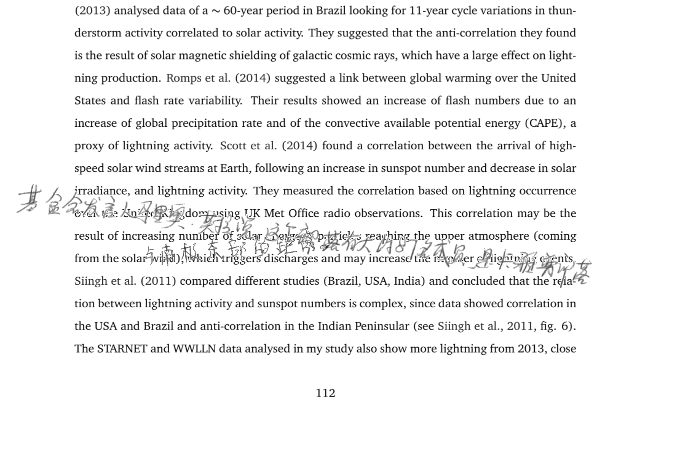 (2013) analysed data of a ∼ 60-year period in Brazil looking for 11-year cycle variations in thun-
derstorm activity correlated to solar activity. They suggested that the anti-correlation they found
is the result of solar magnetic shielding of galactic cosmic rays, which have a large effect on light-
ning production. Romps et al. (2014) suggested a link between global warming over the United
States and flash rate variability. Their results showed an increase of flash numbers due to an
increase of global precipitation rate and of the convective available potential energy (CAPE), a
proxy of lightning activity. Scott et al. (2014) found a correlation between the arrival of high-
speed solar wind streams at Earth, following an increase in sunspot number and decrease in solar
irradiance, and lightning activity. They measured the correlation based on lightning occurrence
基金会发言人
over the United Kingdom using UK Met Office radio observations. This correlation may be the
result of increasing number of solar energetic particles reaching the upper atmosphere (coming
from the solar wind), which triggers discharges and may increase the number of lightning events.
Siingh et al. (2011) compared different studies (Brazil, USA, India) and concluded that the rela-
tion between lightning activity and sunspot numbers is complex, since data showed correlation in
the USA and Brazil and anti-correlation in the Indian Peninsular (see Siingh et al., 2011, fig. 6).
The STARNET and WWLLN data analysed in my study also show more lightning from 2013, close
112